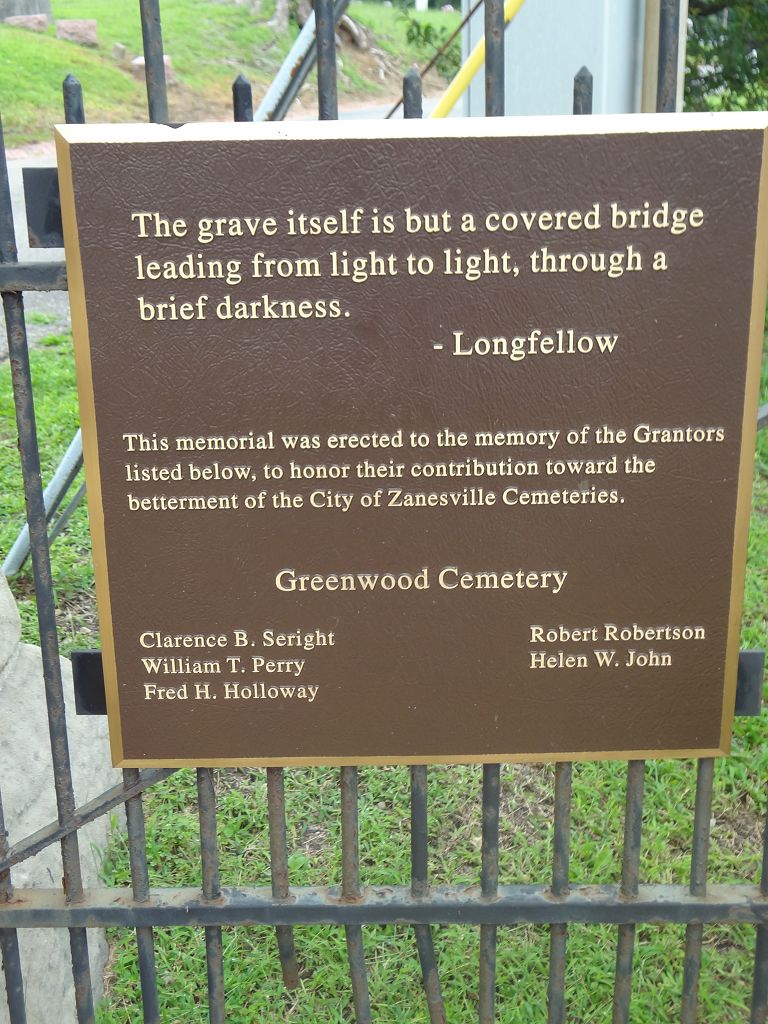 The grave itself is but a covered bridge
leading from light to light, through a
brief darkness.
- Longfellow
This memorial was erected to the memory of the Grantors
listed below, to honor their contribution toward the
betterment of the City of Zanesville Cemeteries.
Greenwood Cemetery
Clarence B. Seright
William T. Perry
Fred H. Holloway
Robert Robertson
Helen W. John